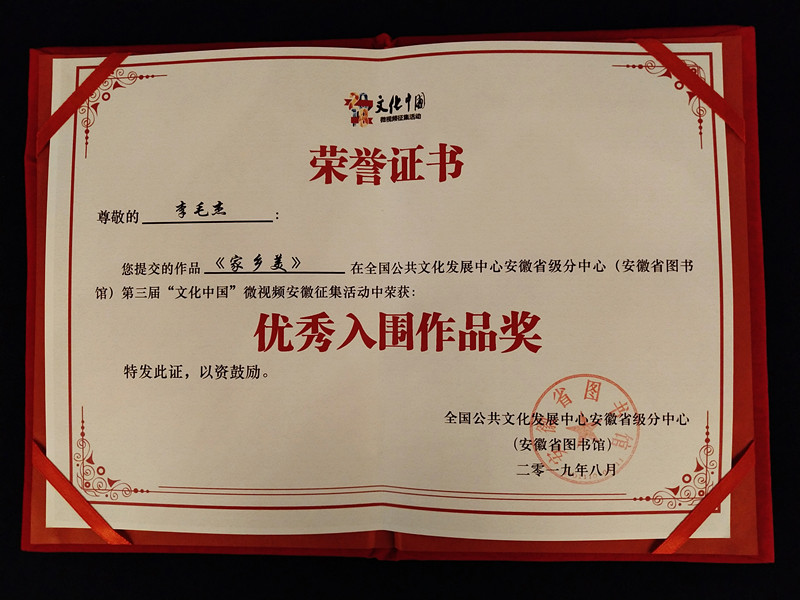 文化中国
微视频征集活动
荣誉证书
尊敬的 李毛杰 :
您提交的作品《家乡美》在全国公共文化发展中心安徽省级分中心（安徽省图书
馆）第三届“文化中国”微视频安徽征集活动中荣获:
优秀入围作品奖
特发此证，以资鼓励。
全国公共文化发展中心安徽省级分中心
（安徽省图书馆）
二零一九年八月
安徽省图书馆